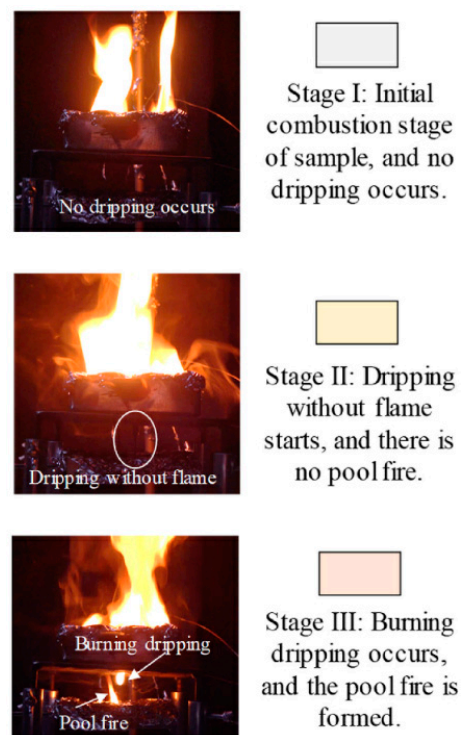 No dripping occurs
Stage I: Initial
combustion stage
of sample, and no
dripping occurs.
Dripping without flame
Stage II: Dripping
without flame
starts, and there is
no pool fire.
Burning dripping
Pool fire
Stage III: Burning
dripping occurs,
and the pool fire is
formed.